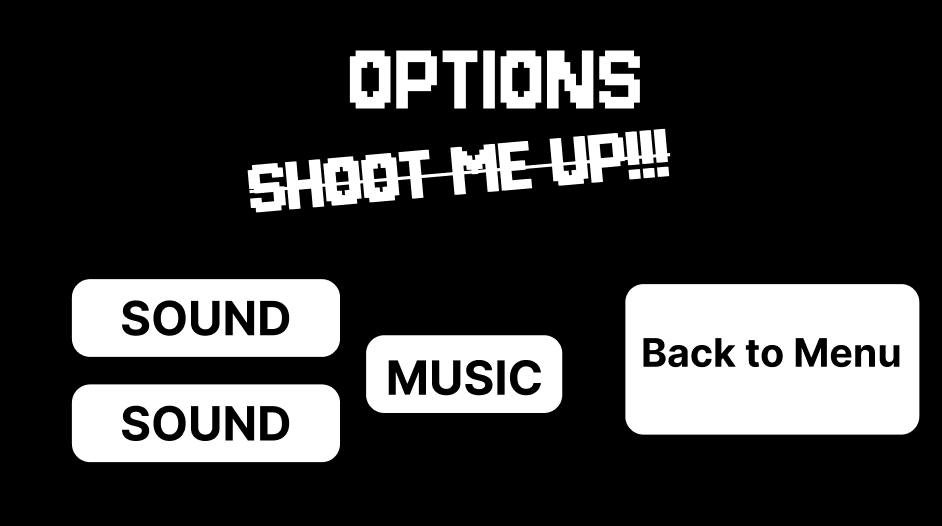 OPTIONS
SHOOT ME UP!!!
SOUND
SOUND
MUSIC
Back to Menu